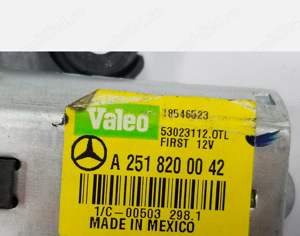 Valeo
18546523
53023112.OTL
FIRST 12V
A 251 820 00 42
1/C-00503 298.1
MADE IN MEXICO